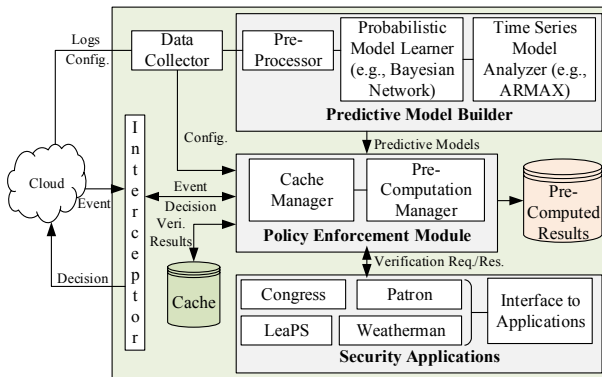 Logs
Config.
Data
Collector
Pre-
Processor
Probabilistic
Model Learner
(e.g., Bayesian
Network)
Time Series
Model
Analyzer (e.g.,
ARMAX)
Predictive Model Builder
Config.
Predictive Models
Interceptor
Cloud
Event
Decision
Event
Decision
Veri.
Results
Cache
Manager
Pre-
Computation
Manager
Policy Enforcement Module
Pre-
Computed
Results
Cache
Verification Req./Res.
Congress
Patron
LeaPS
Weatherman
Interface to
Applications
Security Applications